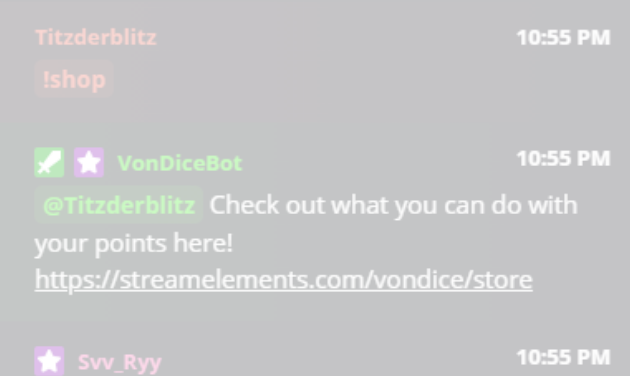 Titzderblitz 10:55 PM
!shop
VonDiceBot 10:55 PM
@Titzderblitz Check out what you can do with
your points here!
https://streamelements.com/vondice/store
Svv_Ryy 10:55 PM